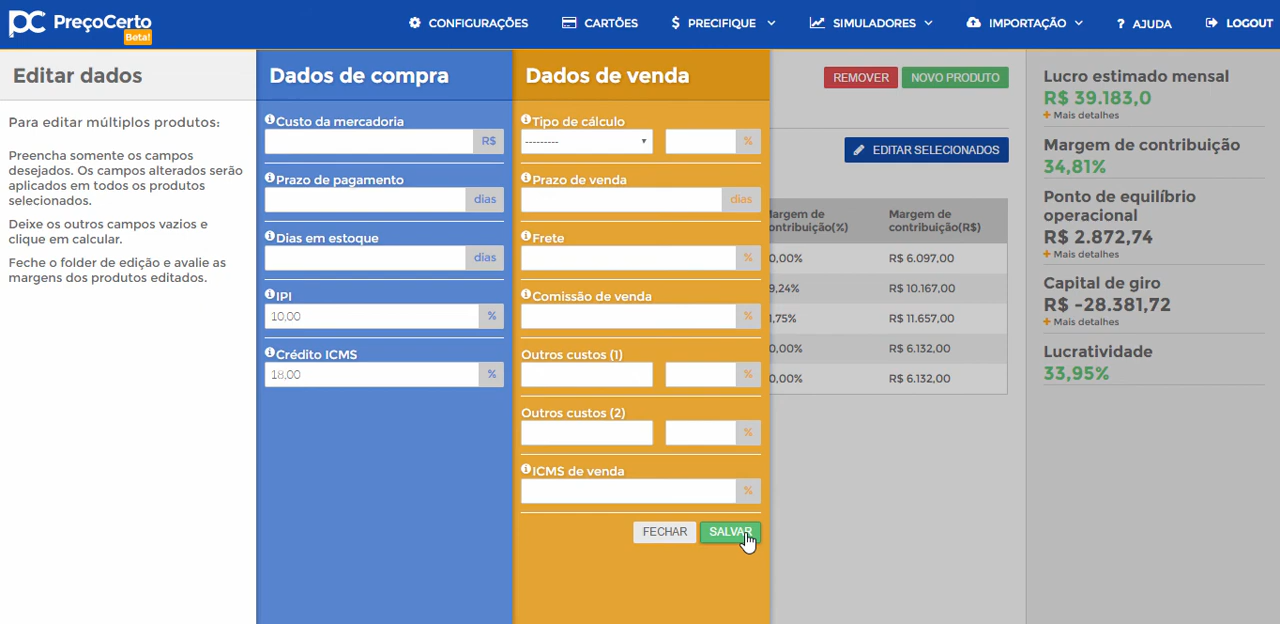 PC PreçoCerto
Beta!
CONFIGURAÇÕES
CARTÕES
PRECIFIQUE
SIMULADORES
IMPORTAÇÃO
AJUDA
LOGOUT
Editar dados
Para editar múltiplos produtos:
Preencha somente os campos
desejados. Os campos alterados serão
aplicados em todos os produtos
selecionados.
Deixe os outros campos vazios e
clique em calcular.
Feche o folder de edição e avalie as
margens dos produtos editados.
Dados de compra
Custo da mercadoria
R$
Prazo de pagamento
dias
Dias em estoque
dias
IPI
10,00 %
Crédito ICMS
18,00 %
Dados de venda
Tipo de cálculo
--------- %
Prazo de venda
dias
Frete
%
Comissão de venda
%
Outros custos (1)
%
Outros custos (2)
%
ICMS de venda
%
FECHAR SALVAR
REMOVER NOVO PRODUTO
EDITAR SELECIONADOS
Margem de
contribuição(R$)
R$ 6.097,00
R$ 10.167,00
R$ 11.657,00
R$ 6.132,00
R$ 6.132,00
Lucro estimado mensal
R$ 39.183,0
+ Mais detalhes
Margem de contribuição
34,81%
Ponto de equilíbrio
operacional
R$ 2.872,74
+ Mais detalhes
Capital de giro
R$ -28.381,72
+ Mais detalhes
Lucratividade
33,95%